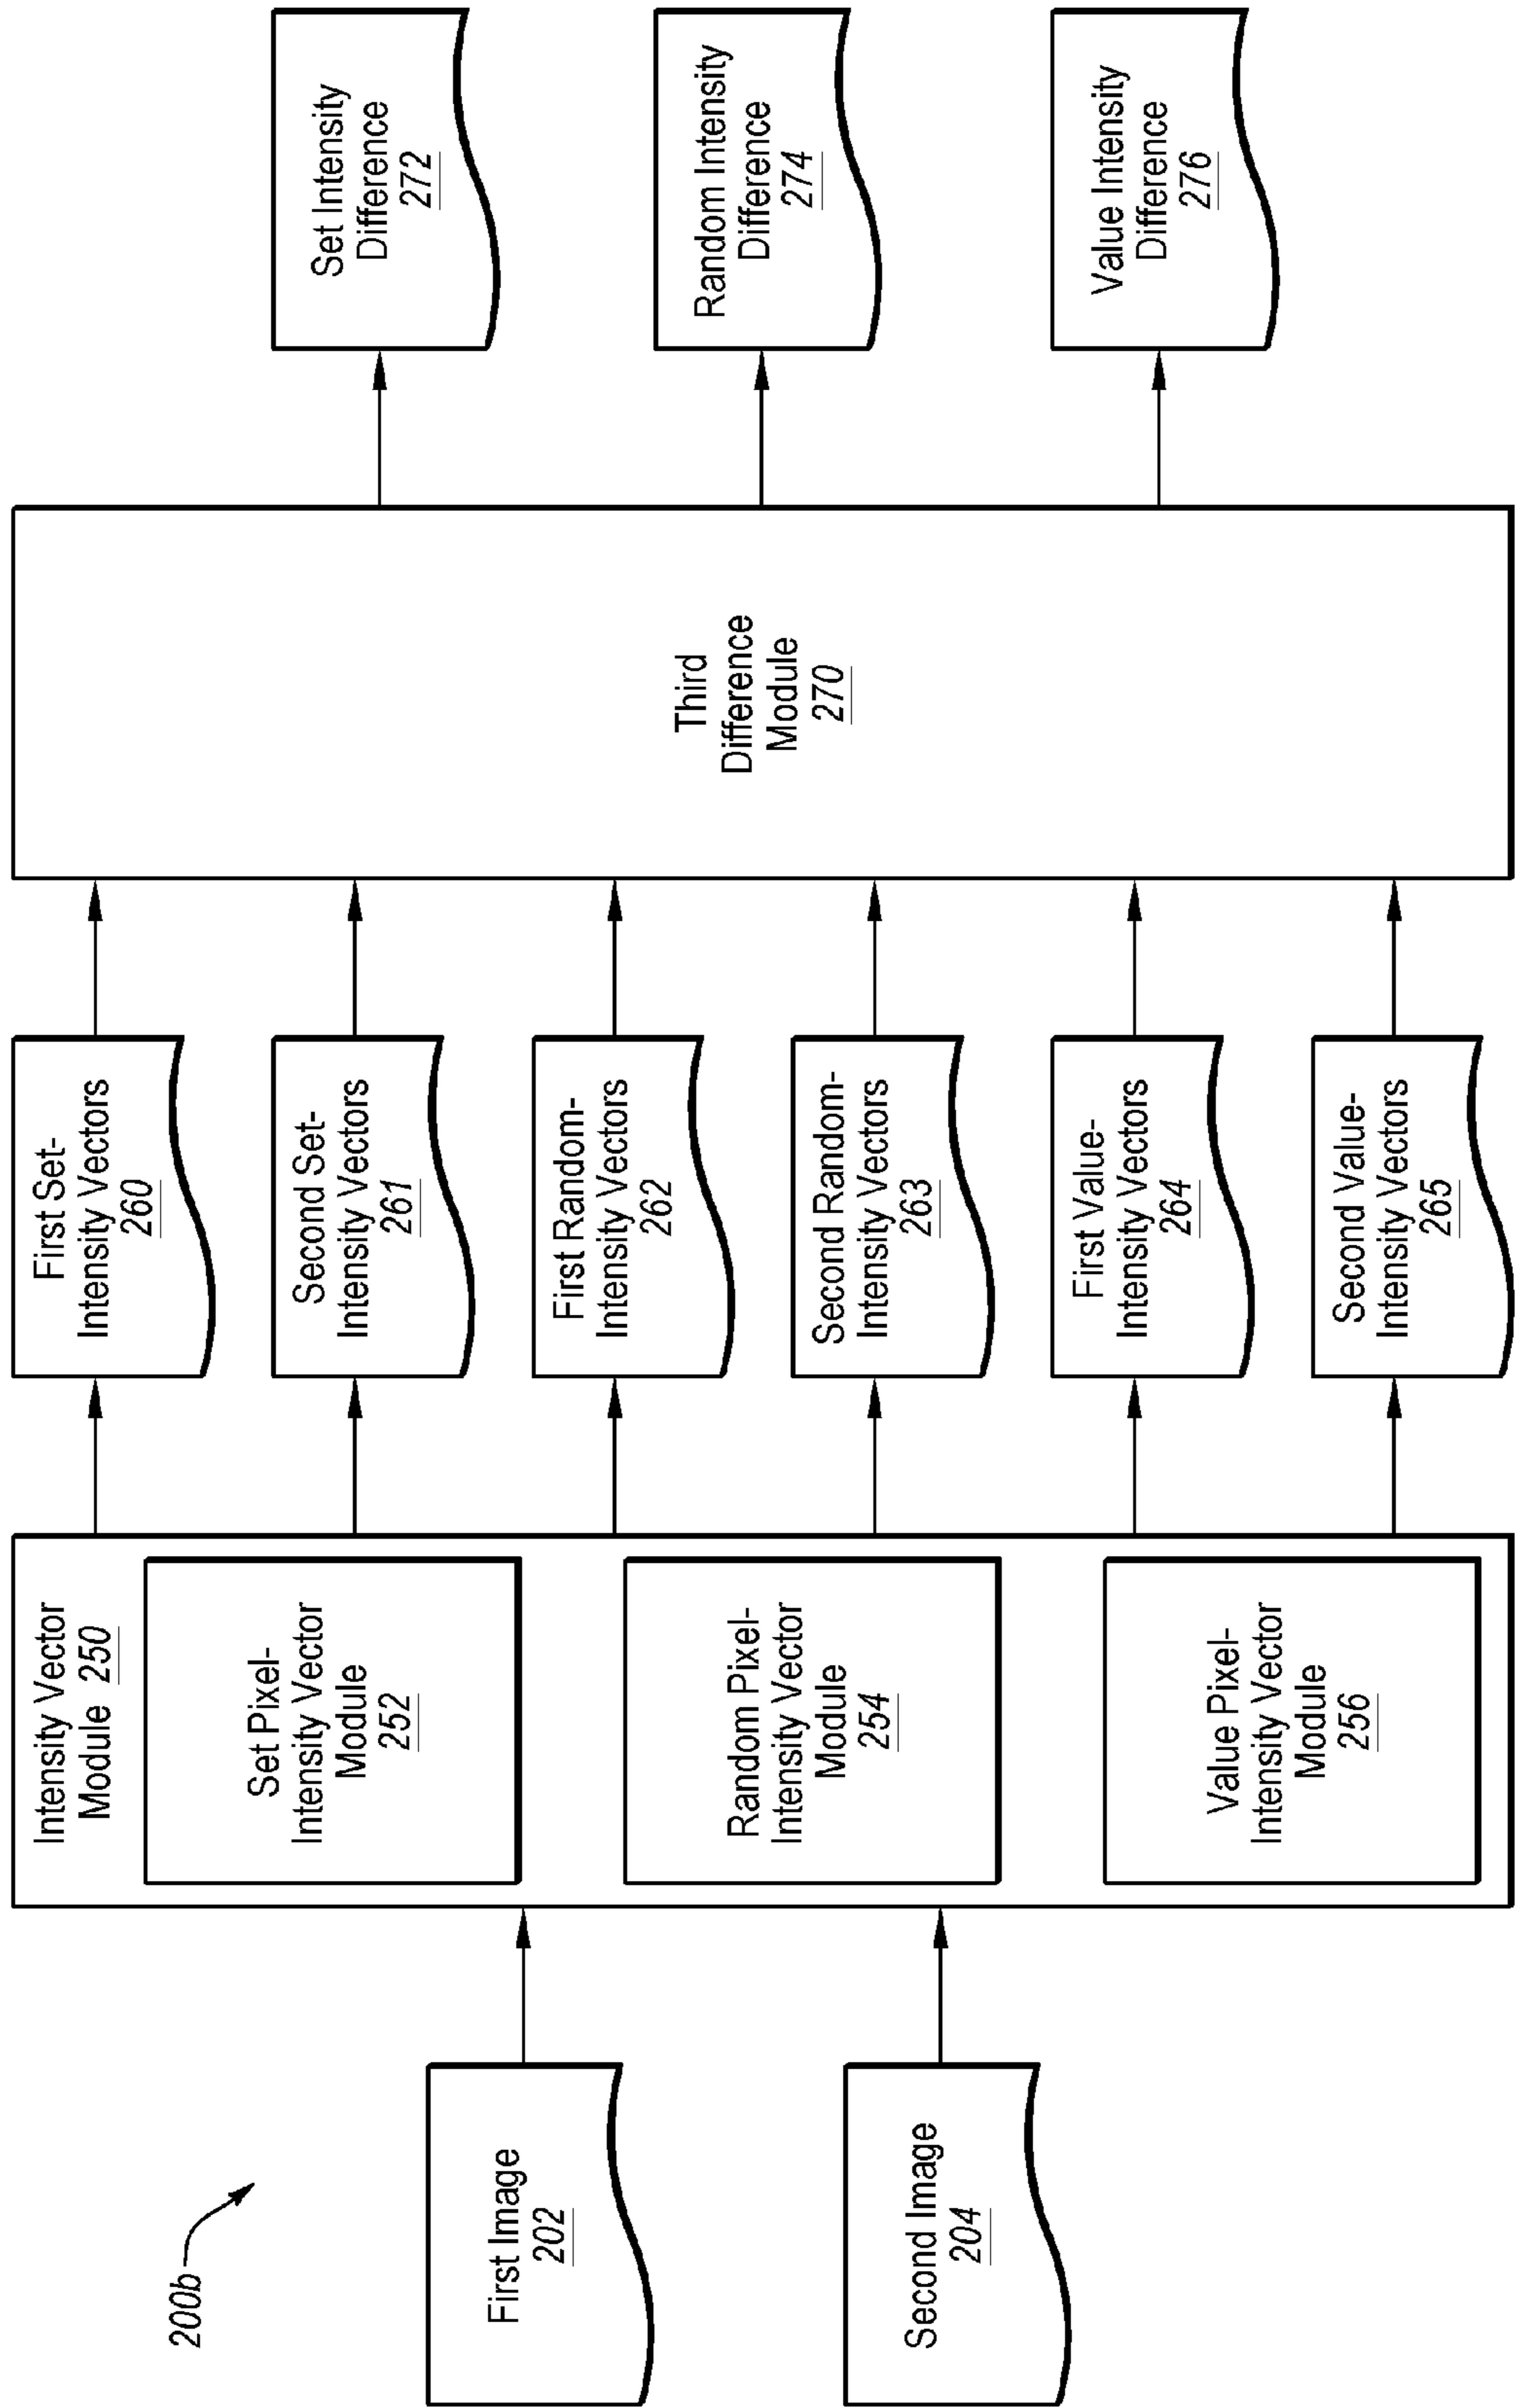 200b
First Image
202
Second Image
204
Intensity Vector
Module 250
Set Pixel-
Intensity Vector
Module
252
Random Pixel-
Intensity Vector
Module
254
Value Pixel-
Intensity Vector
Module
256
First Set-
Intensity Vectors
260
Second Set-
Intensity Vectors
261
First Random-
Intensity Vectors
262
Second Random-
Intensity Vectors
263
First Value-
Intensity Vectors
264
Second Value-
Intensity Vectors
265
Third
Difference
Module
270
Set Intensity
Difference
272
Random Intensity
Difference
274
Value Intensity
Difference
276